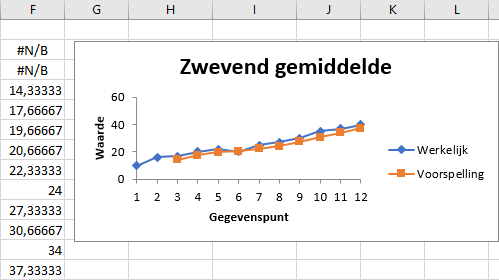 F G H I J K L
#N/B
#N/B
14,33333
17,66667
19,66667
20,66667
22,33333
24
27,33333
30,66667
34
37,33333
Zwevend gemiddelde
Waarde
60
40
20
0
1 2 3 4 5 6 7 8 9 10 11 12
Gegevenspunt
Werkelijk
Voorspelling